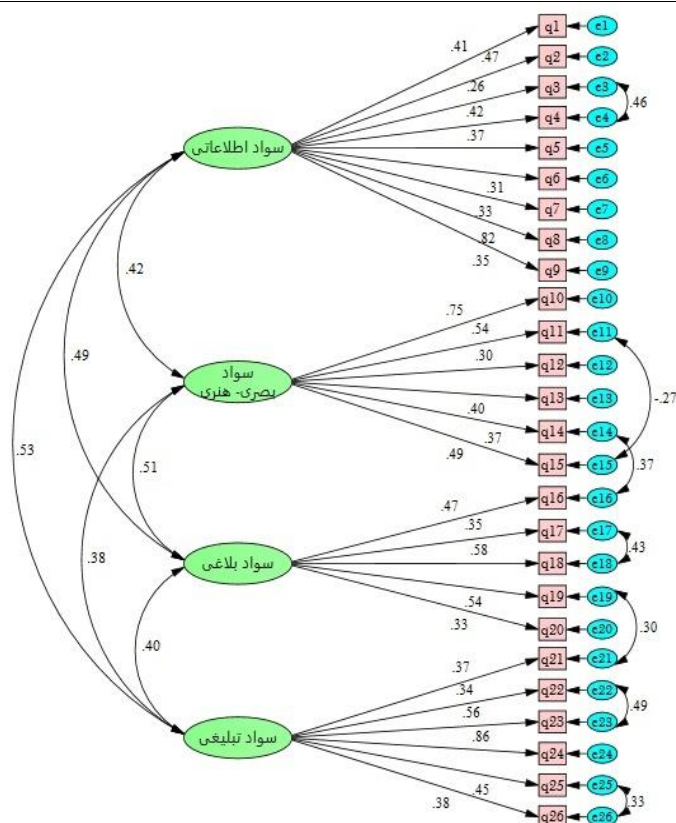 q1 e1
.41
.47
q2 e2
.26
q3 e3
.46
.42
q4 e4
.37
سواد اطلاعاتی
q5 e5
q6 e6
.31
q7 e7
.33
q8 e8
.82
.35
q9 e9
.42
q10 e10
.75
.54
q11 e11
.49
.30
q12 e12
سواد
بصری- هنری
q13 e13
-.27
.40
q14 e14
.37
.49
q15 e15
.53
.51
.37
q16 e16
.47
.35
q17 e17
.58
.43
.38
سواد بلاغی
q18 e18
q19 e19
.54
.33
q20 e20
.30
.40
q21 e21
.37
.34
q22 e22
.49
.56
q23 e23
.86
سواد تبلیغی
q24 e24
q25 e25
.45
.38
.33
q26 e26